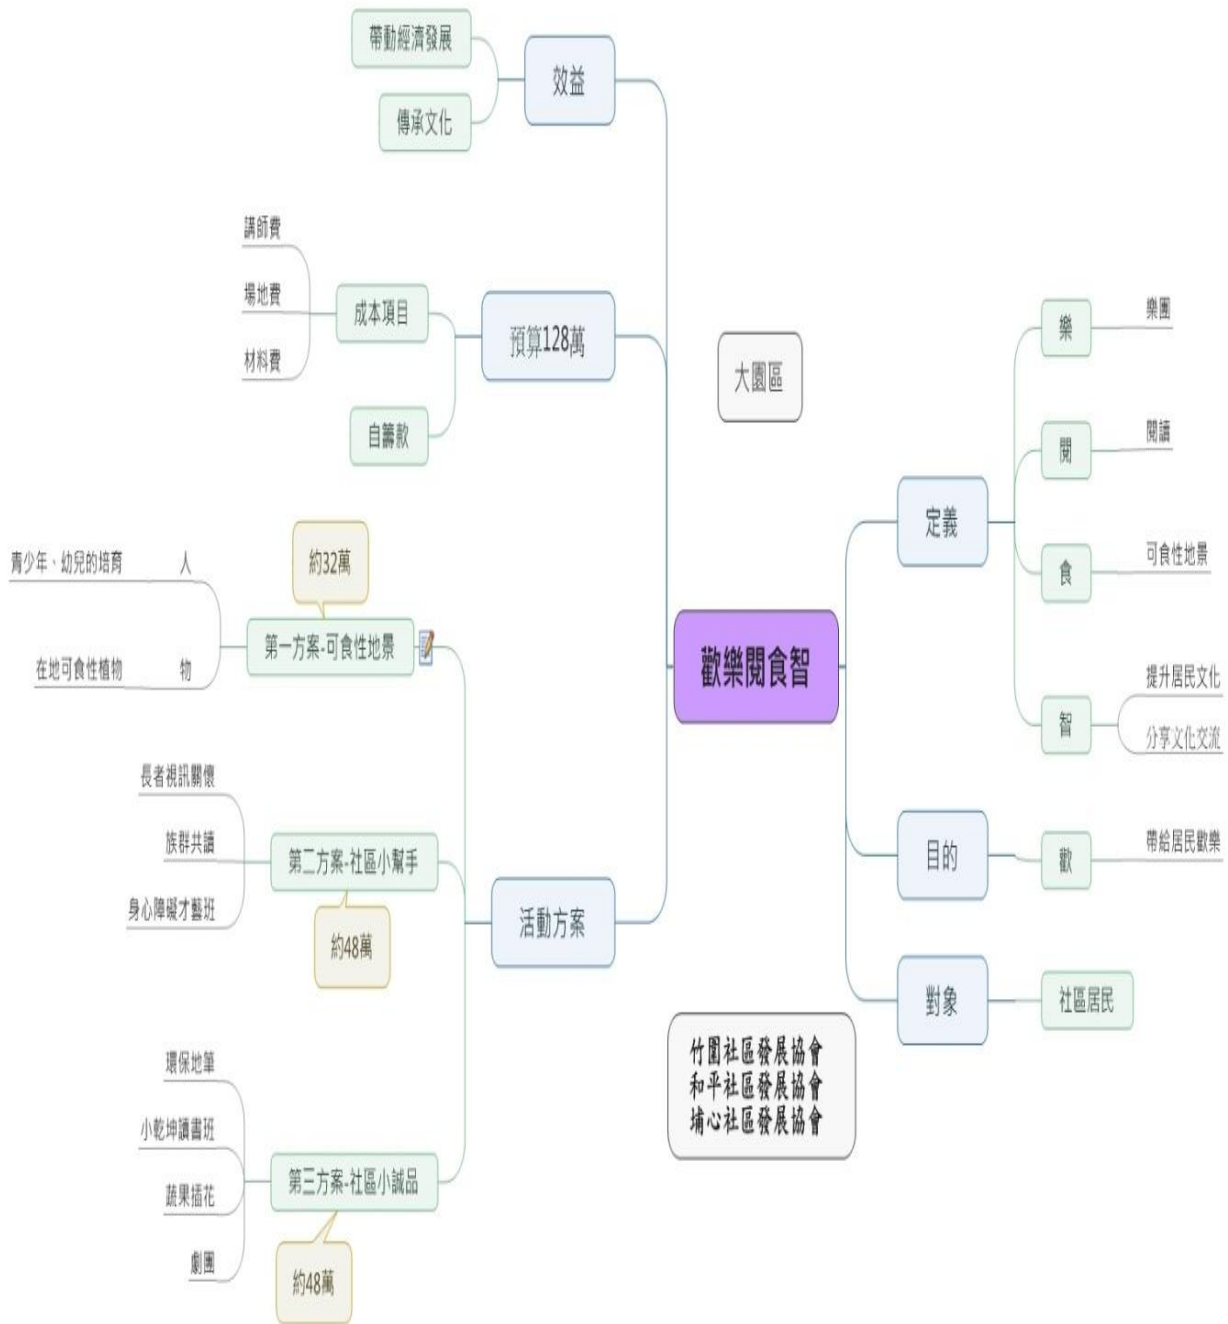 帶動經濟發展
效益
傳承文化
講師費
場地費
材料費
成本項目
自籌款
預算128萬
大園區
約32萬
青少年、幼兒的培育 人
在地可食性植物 物
第一方案-可食性地景
長者視訊關懷
族群共讀
身心障礙才藝班
第二方案-社區小幫手
約48萬
活動方案
環保地筆
小乾坤讀書班
蔬果插花
劇團
第三方案-社區小誠品
約48萬
歡樂閱食智
定義
樂
樂團
閱
閱讀
食
可食性地景
智
提升居民文化
分享文化交流
目的
歡
帶給居民歡樂
對象
社區居民
竹圍社區發展協會
和平社區發展協會
埔心社區發展協會